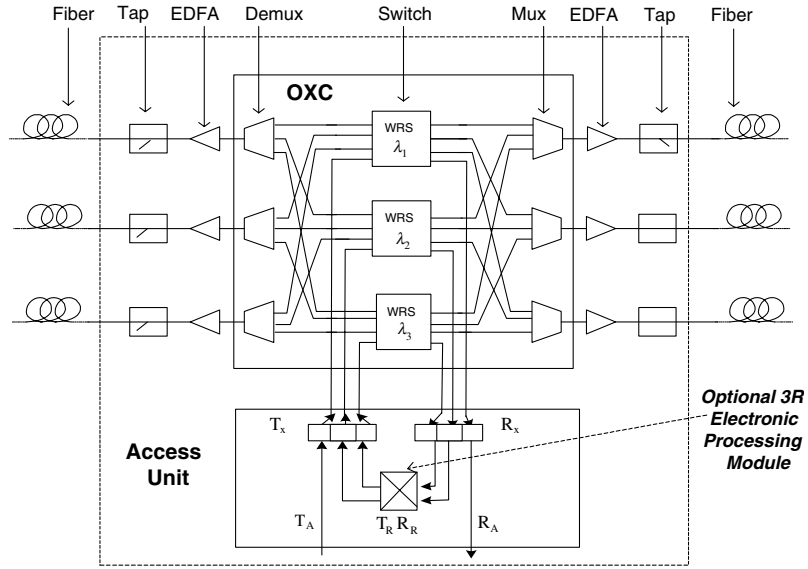 Fiber Tap EDFA Demux Switch Mux EDFA Tap Fiber
OXC
WRS
λ1
WRS
λ2
WRS
λ3
Optional 3R
Electronic
Processing
Module
Tx
Rx
Access
Unit
TA
TR RR
RA